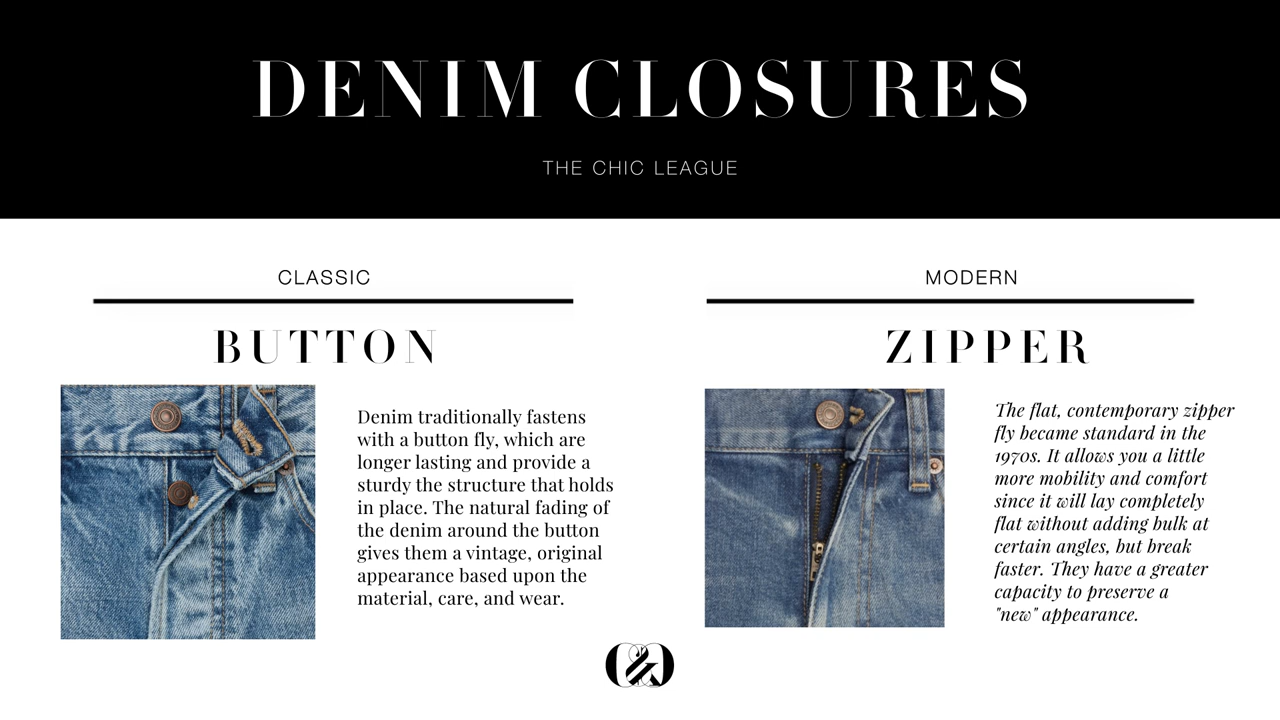 DENIM CLOSURES
THE CHIC LEAGUE
CLASSIC
BUTTON
Denim traditionally fastens
with a button fly, which are
longer lasting and provide a
sturdy the structure that holds
in place. The natural fading of
the denim around the button
gives them a vintage, original
appearance based upon the
material, care, and wear.
MODERN
ZIPPER
The flat, contemporary zipper
fly became standard in the
1970s. It allows you a little
more mobility and comfort
since it will lay completely
flat without adding bulk at
certain angles, but break
faster. They have a greater
capacity to preserve a
"new" appearance.